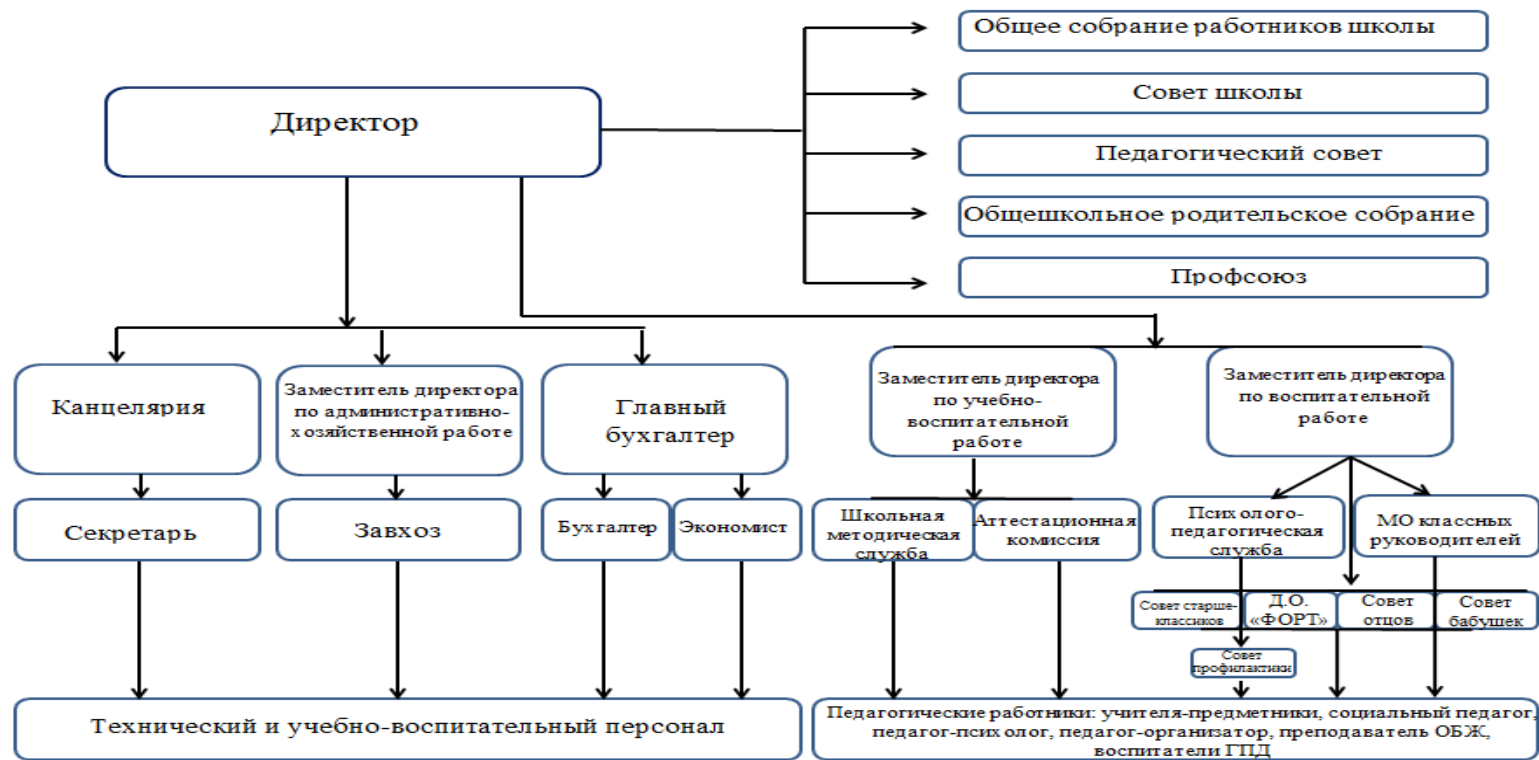 Общее собрание работников школы
Директор
Совет школы
Педагогический совет
Общешкольное родительское собрание
Профсоюз
Канцелярия
Заместитель директора
по административно-
хозяйственной работе
Главный
бухгалтер
Заместитель директора
по учебно-
воспитательной
работе
Заместитель директора
по воспитательной
работе
Секретарь
Завхоз
Бухгалтер
Экономист
Школьная
методическая
служба
Аттестационная
комиссия
Психолого-
педагогическая
служба
МО классных
руководителей
Совет старше-
классиков
Д.О.
«ФОРТ»
Совет
отцов
Совет
бабушек
Совет
профилактики
Технический и учебно-воспитательный персонал
Педагогические работники: учителя-предметники, социальный педагог,
педагог-психолог, педагог-организатор, преподаватель ОБЖ,
воспитатели ГПД